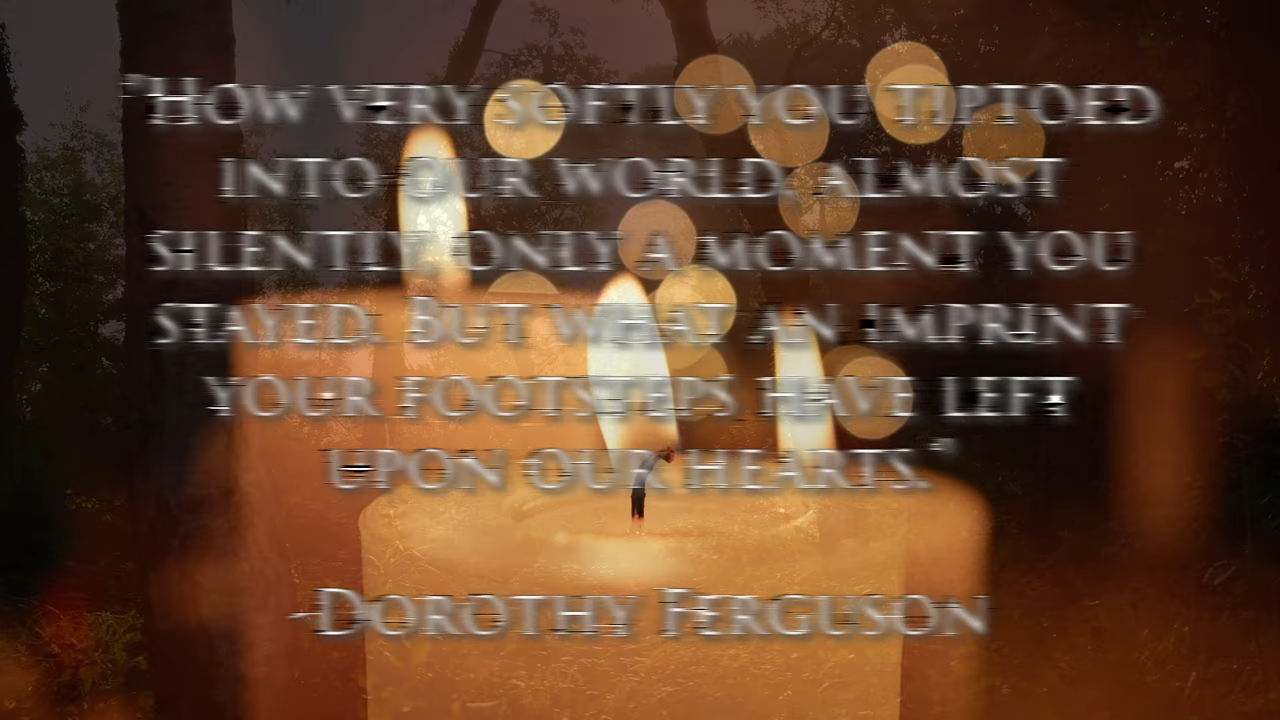 "How very softly you tiptoed
into our world, almost
silently, only a moment you
stayed. But what an imprint
your footsteps have left
upon our hearts."
-Dorothy Ferguson